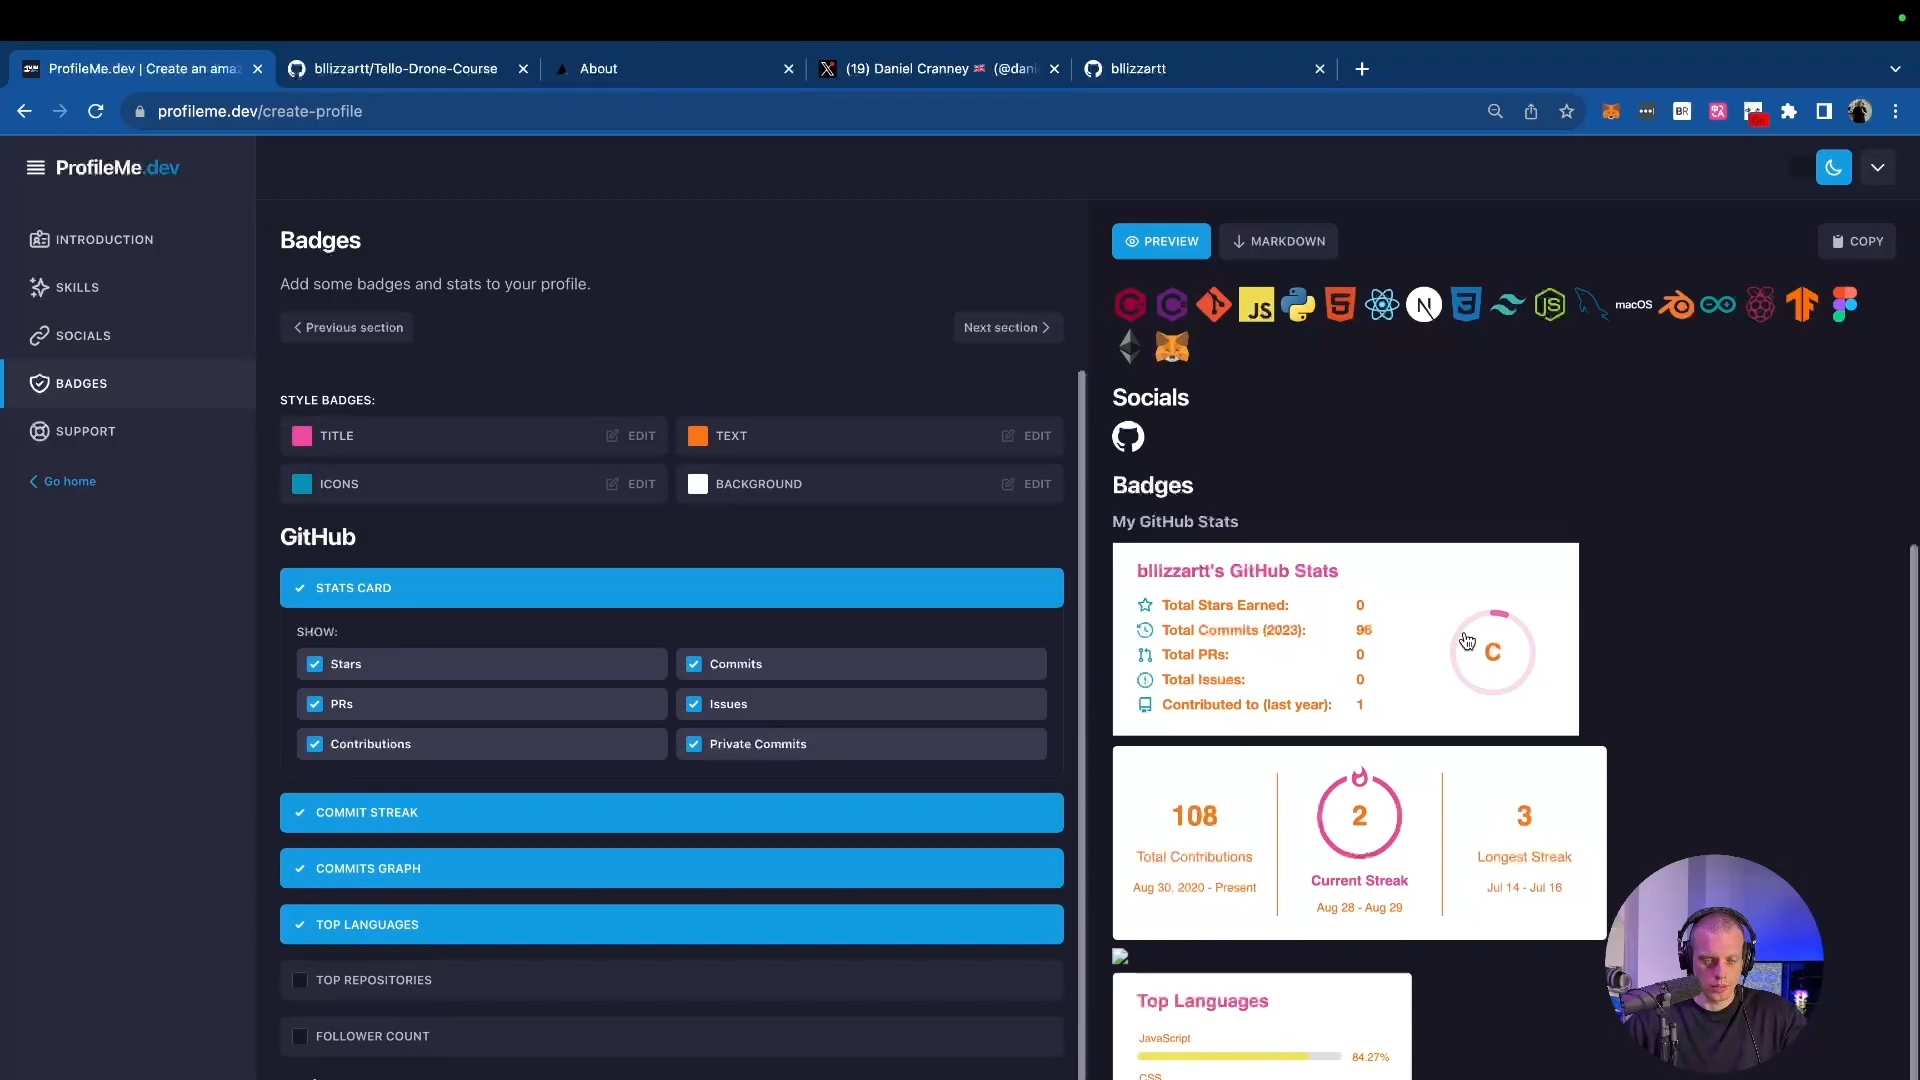 ProfileMe.dev | Create an ama
bllizzartt/Tello-Drone-Course
About
(19) Daniel Cranney 🇬🇧 (@dani
bllizzartt
profileme.dev/create-profile
BR
ProfileMe.dev
INTRODUCTION
SKILLS
SOCIALS
BADGES
SUPPORT
Go home
Badges
Add some badges and stats to your profile.
Previous section
Next section
STYLE BADGES:
TITLE
EDIT
TEXT
EDIT
ICONS
EDIT
BACKGROUND
EDIT
GitHub
STATS CARD
SHOW:
Stars
Commits
PRs
Issues
Contributions
Private Commits
COMMIT STREAK
COMMITS GRAPH
TOP LANGUAGES
TOP REPOSITORIES
FOLLOWER COUNT
PREVIEW
MARKDOWN
COPY
JS
N
macOS
Socials
Badges
My GitHub Stats
bllizzartt's GitHub Stats
Total Stars Earned: 0
Total Commits (2023):
Total PRs: 0
Total Issues: 0
Contributed to (last year): 1
C
108
Total Contributions
Aug 30, 2020 - Present
2
Current Streak
Aug 28 - Aug 29
3
Longest Streak
Jul 14 - Jul 16
Top Languages
JavaScript
84.27%
CSS